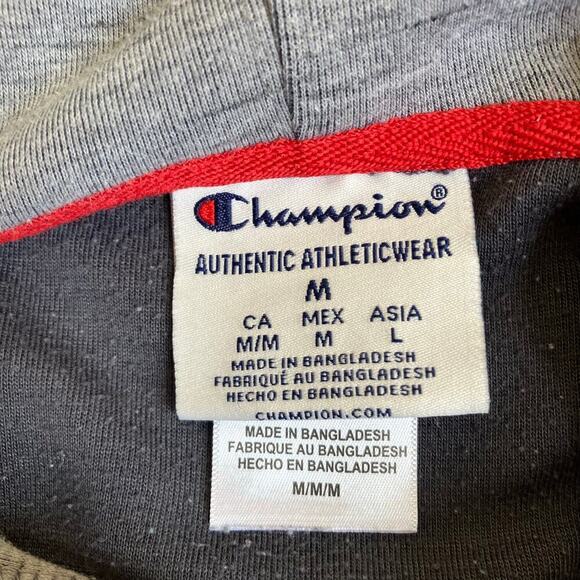 Champion®
AUTHENTIC ATHLETICWEAR
M
CA MEX ASIA
M/M M L
MADE IN BANGLADESH
FABRIQUÉ AU BANGLADESH
HECHO EN BANGLADESH
CHAMPION.COM
MADE IN BANGLADESH
FABRIQUE AU BANGLADESH
HECHO EN BANGLADESH
M/M/M